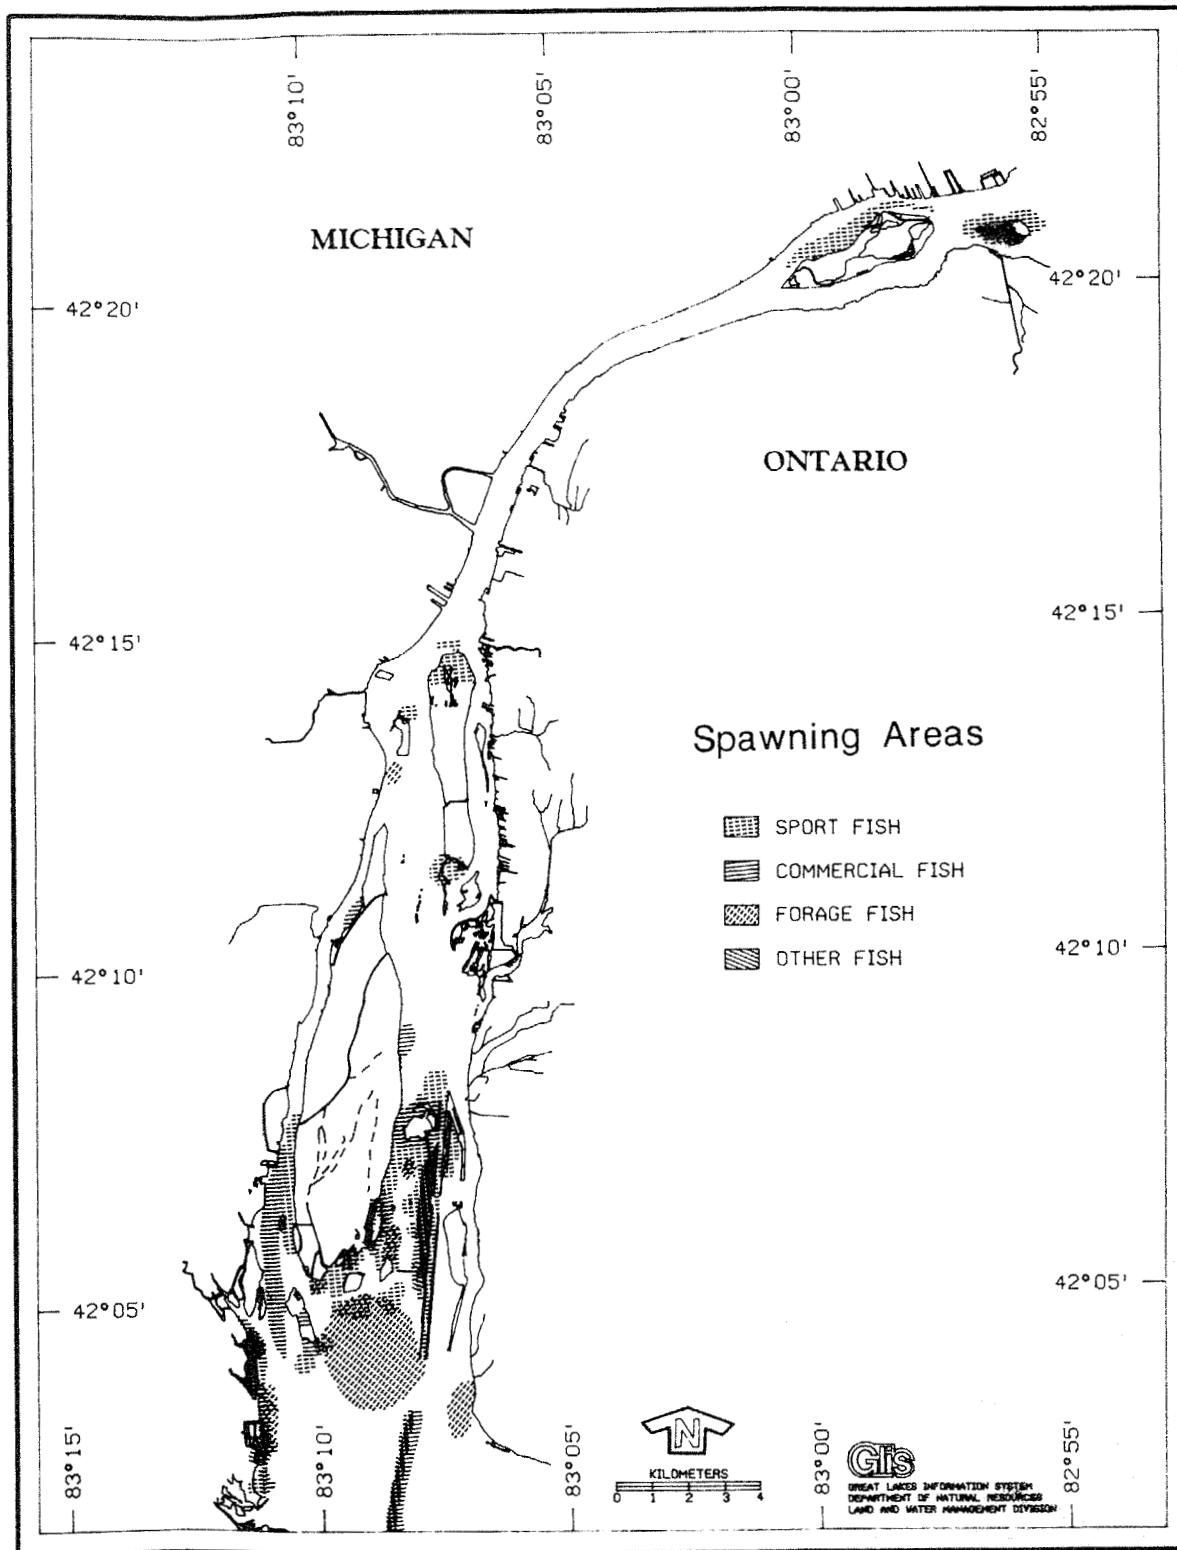 83°10'
83°05'
83°00'
82°55'
MICHIGAN
42°20'
42°20'
ONTARIO
42°15'
42°15'
Spawning Areas
SPORT FISH
COMMERCIAL FISH
FORAGE FISH
OTHER FISH
42°10'
42°10'
42°05'
42°05'
83°15'
83°10'
83°05'
83°00'
82°55'
N
KILOMETERS
0 1 2 3 4
Glis
GREAT LAKES INFORMATION SYSTEM
DEPARTMENT OF NATURAL RESOURCES
LAND AND WATER MANAGEMENT DIVISION